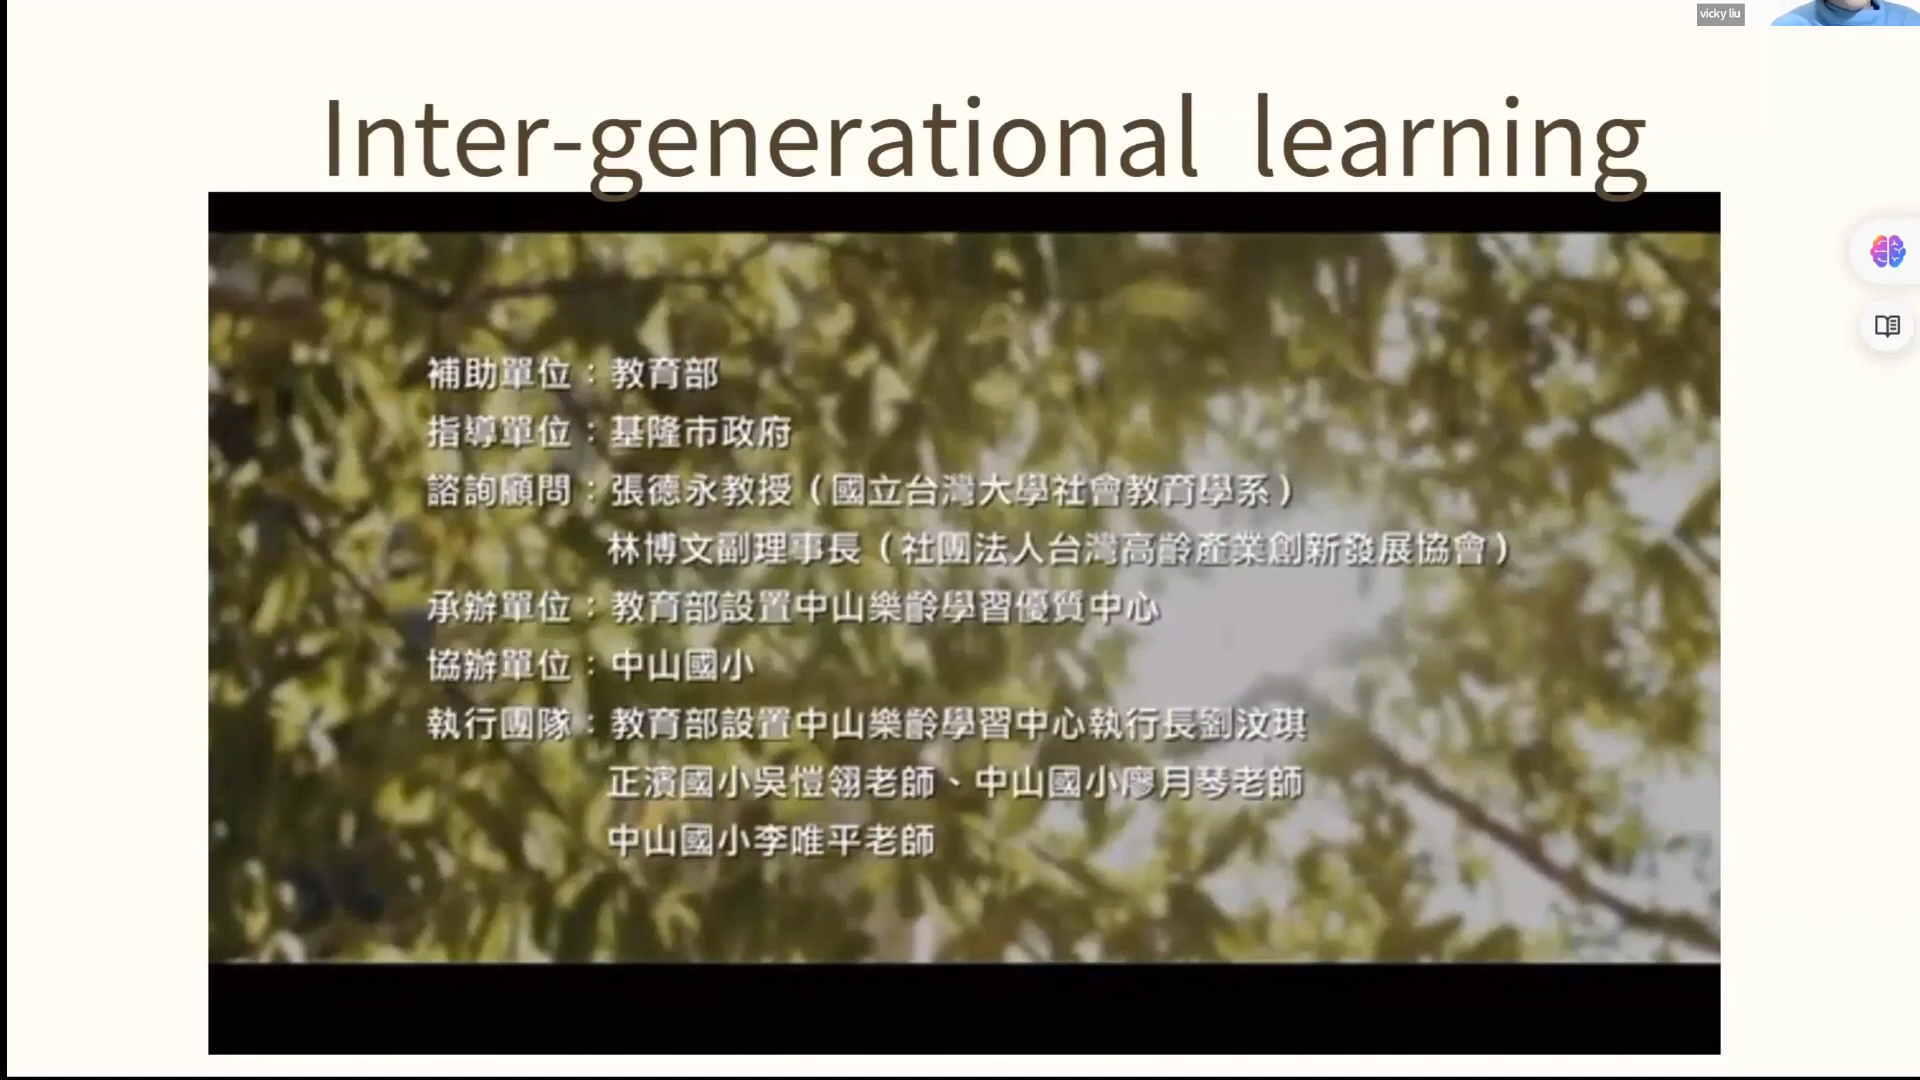 vicky liu
Inter-generational learning
補助單位：教育部
指導單位：基隆市政府
諮詢顧問：張德永教授（國立台灣大學社會教育學系）
林博文副理事長（社團法人台灣高齡產業創新發展協會）
承辦單位：教育部設置中山樂齡學習優質中心
協辦單位：中山國小
執行團隊：教育部設置中山樂齡學習中心執行長劉汶琪
正濱國小吳愷翎老師、中山國小廖月琴老師
中山國小李唯平老師